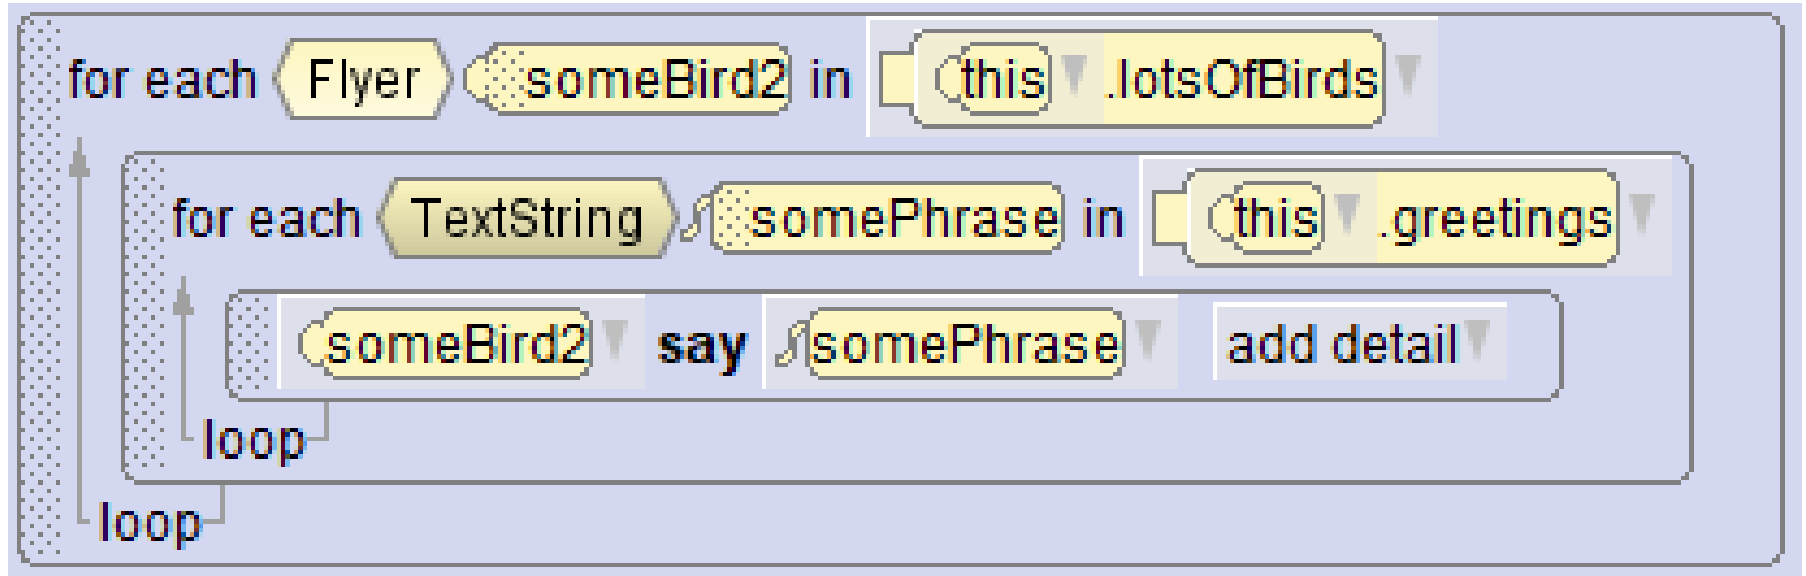 for each Flyer someBird2 in this .lotsOfBirds
for each TextString somePhrase in this .greetings
someBird2 say somePhrase add detail
loop
loop